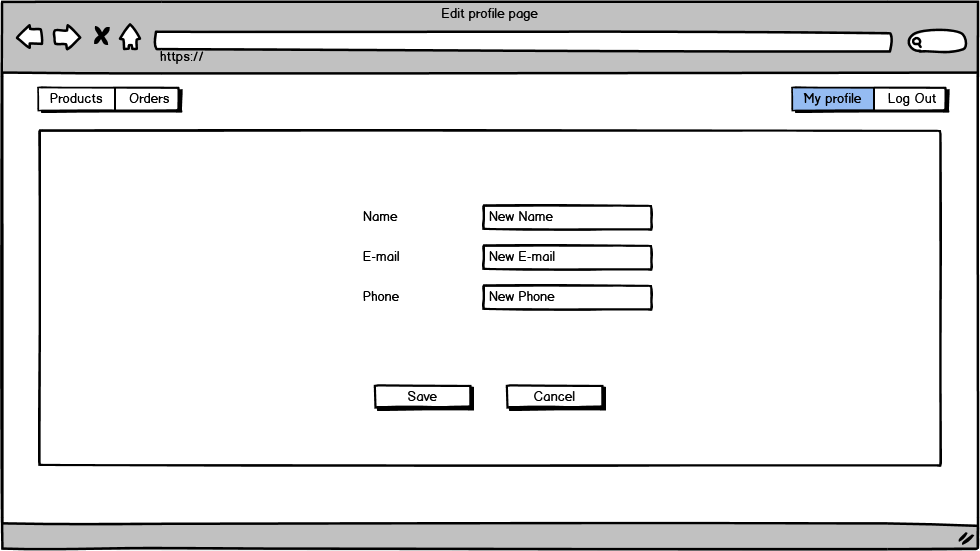 Edit profile page
https://
Products Orders My profile Log Out
Name New Name
E-mail New E-mail
Phone New Phone
Save Cancel